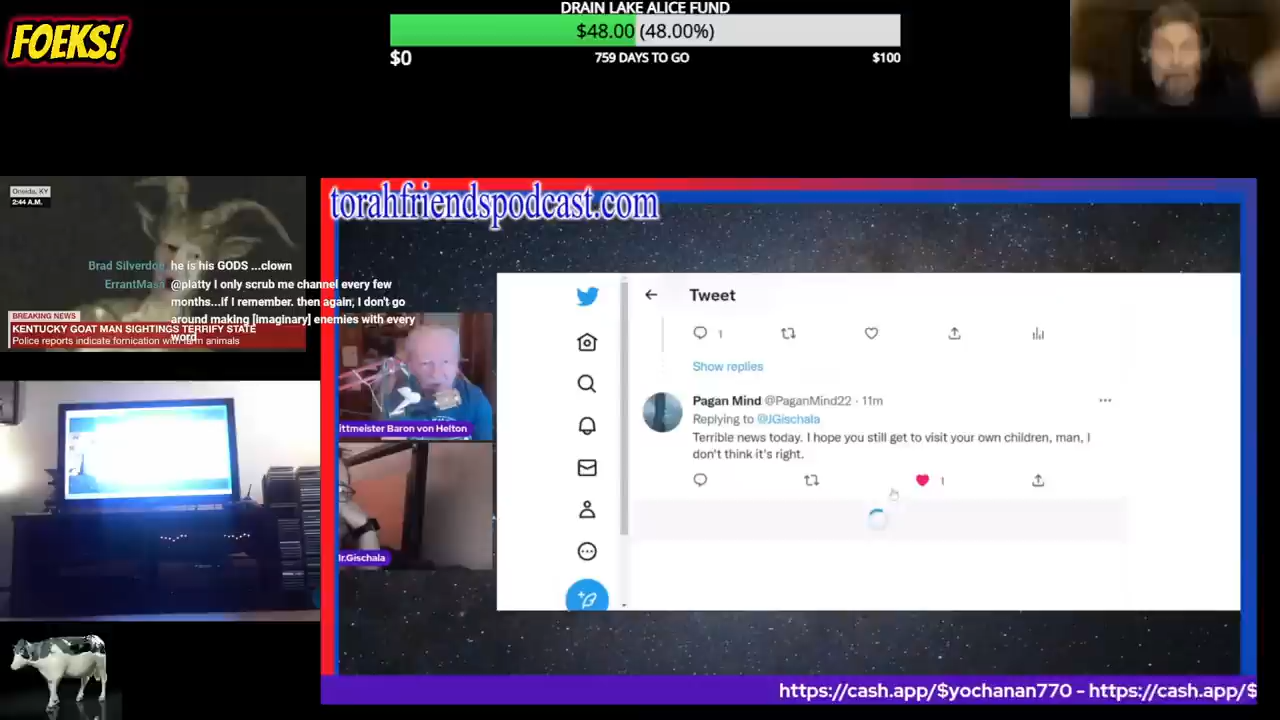 DRAIN LAKE ALICE FUND
FOEKS!
$48.00 (48.00%)
$0
759 DAYS TO GO
$100
Oneida, KY
2:44 A.M.
torahfriendspodcast.com
Brad Silverdo
he is his GODS ...clown
ErrantMasa
@platty I only scrub me channel every few
months...if I remember. then again, I don't go
around making [imaginary] enemies with every
word
BREAKING NEWS
KENTUCKY GOAT MAN SIGHTINGS TERRIFY STATE
Police reports indicate fornication with farm animals
Tweet
1
Show replies
Pagan Mind @PaganMind22 · 11m
Replying to @JGischala
Terrible news today. I hope you still get to visit your own children, man, I
don't think it's right.
1
ittmeister Baron von Helton
Mr.Gischala
https://cash.app/$yochanan770 - https://cash.app/$